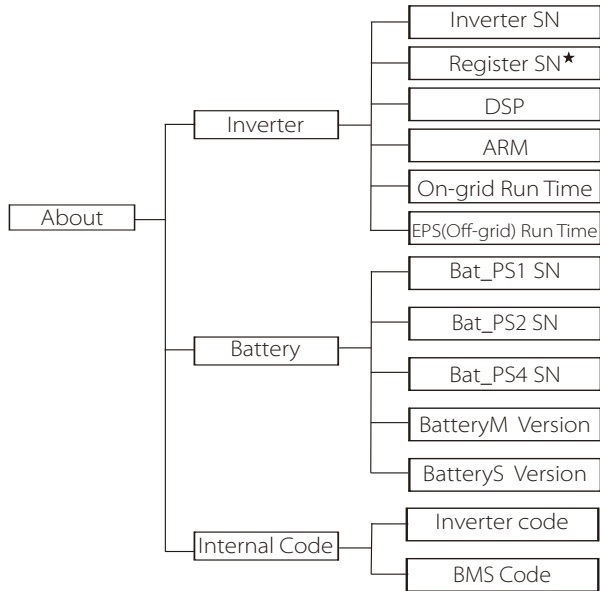 Inverter SN
Register SN★
DSP
Inverter
ARM
On-grid Run Time
About
EPS(Off-grid) Run Time
Bat_PS1 SN
Bat_PS2 SN
Battery
Bat_PS4 SN
BatteryM Version
BatteryS Version
Inverter code
Internal Code
BMS Code